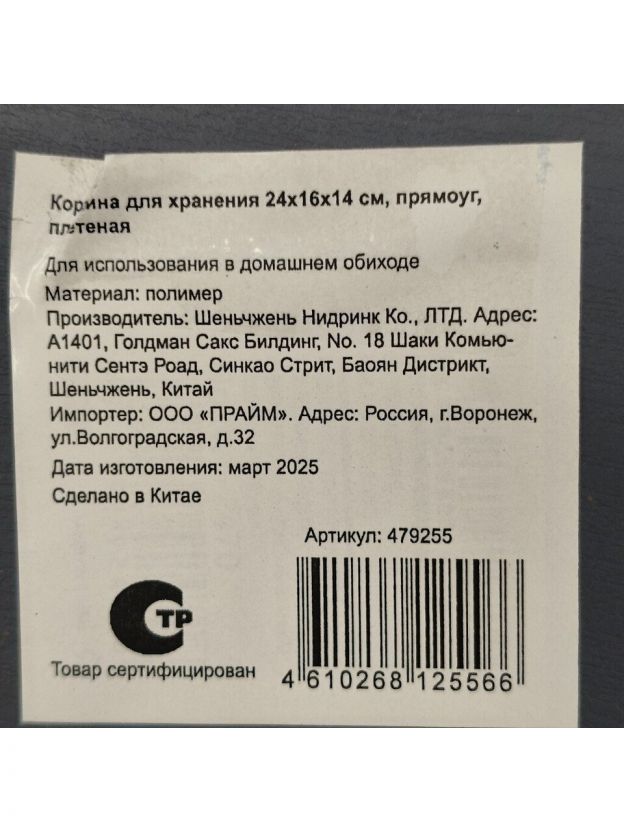 Корина для хранения 24х16х14 см, прямоуг,
плтеная
Для использования в домашнем обиходе
Материал: полимер
Производитель: Шеньчжень Нидринк Ко., ЛТД. Адрес:
А1401, Голдман Сакс Билдинг, No. 18 Шаки Комью-
нити Сентэ Роад, Синкао Стрит, Баоян Дистрикт,
Шеньчжень, Китай
Импортер: ООО «ПРАЙМ». Адрес: Россия, г.Воронеж,
ул.Волгоградская, д.32
Дата изготовления: март 2025
Сделано в Китае
Артикул: 479255
СТР
Товар сертифицирован
4 610268 125566